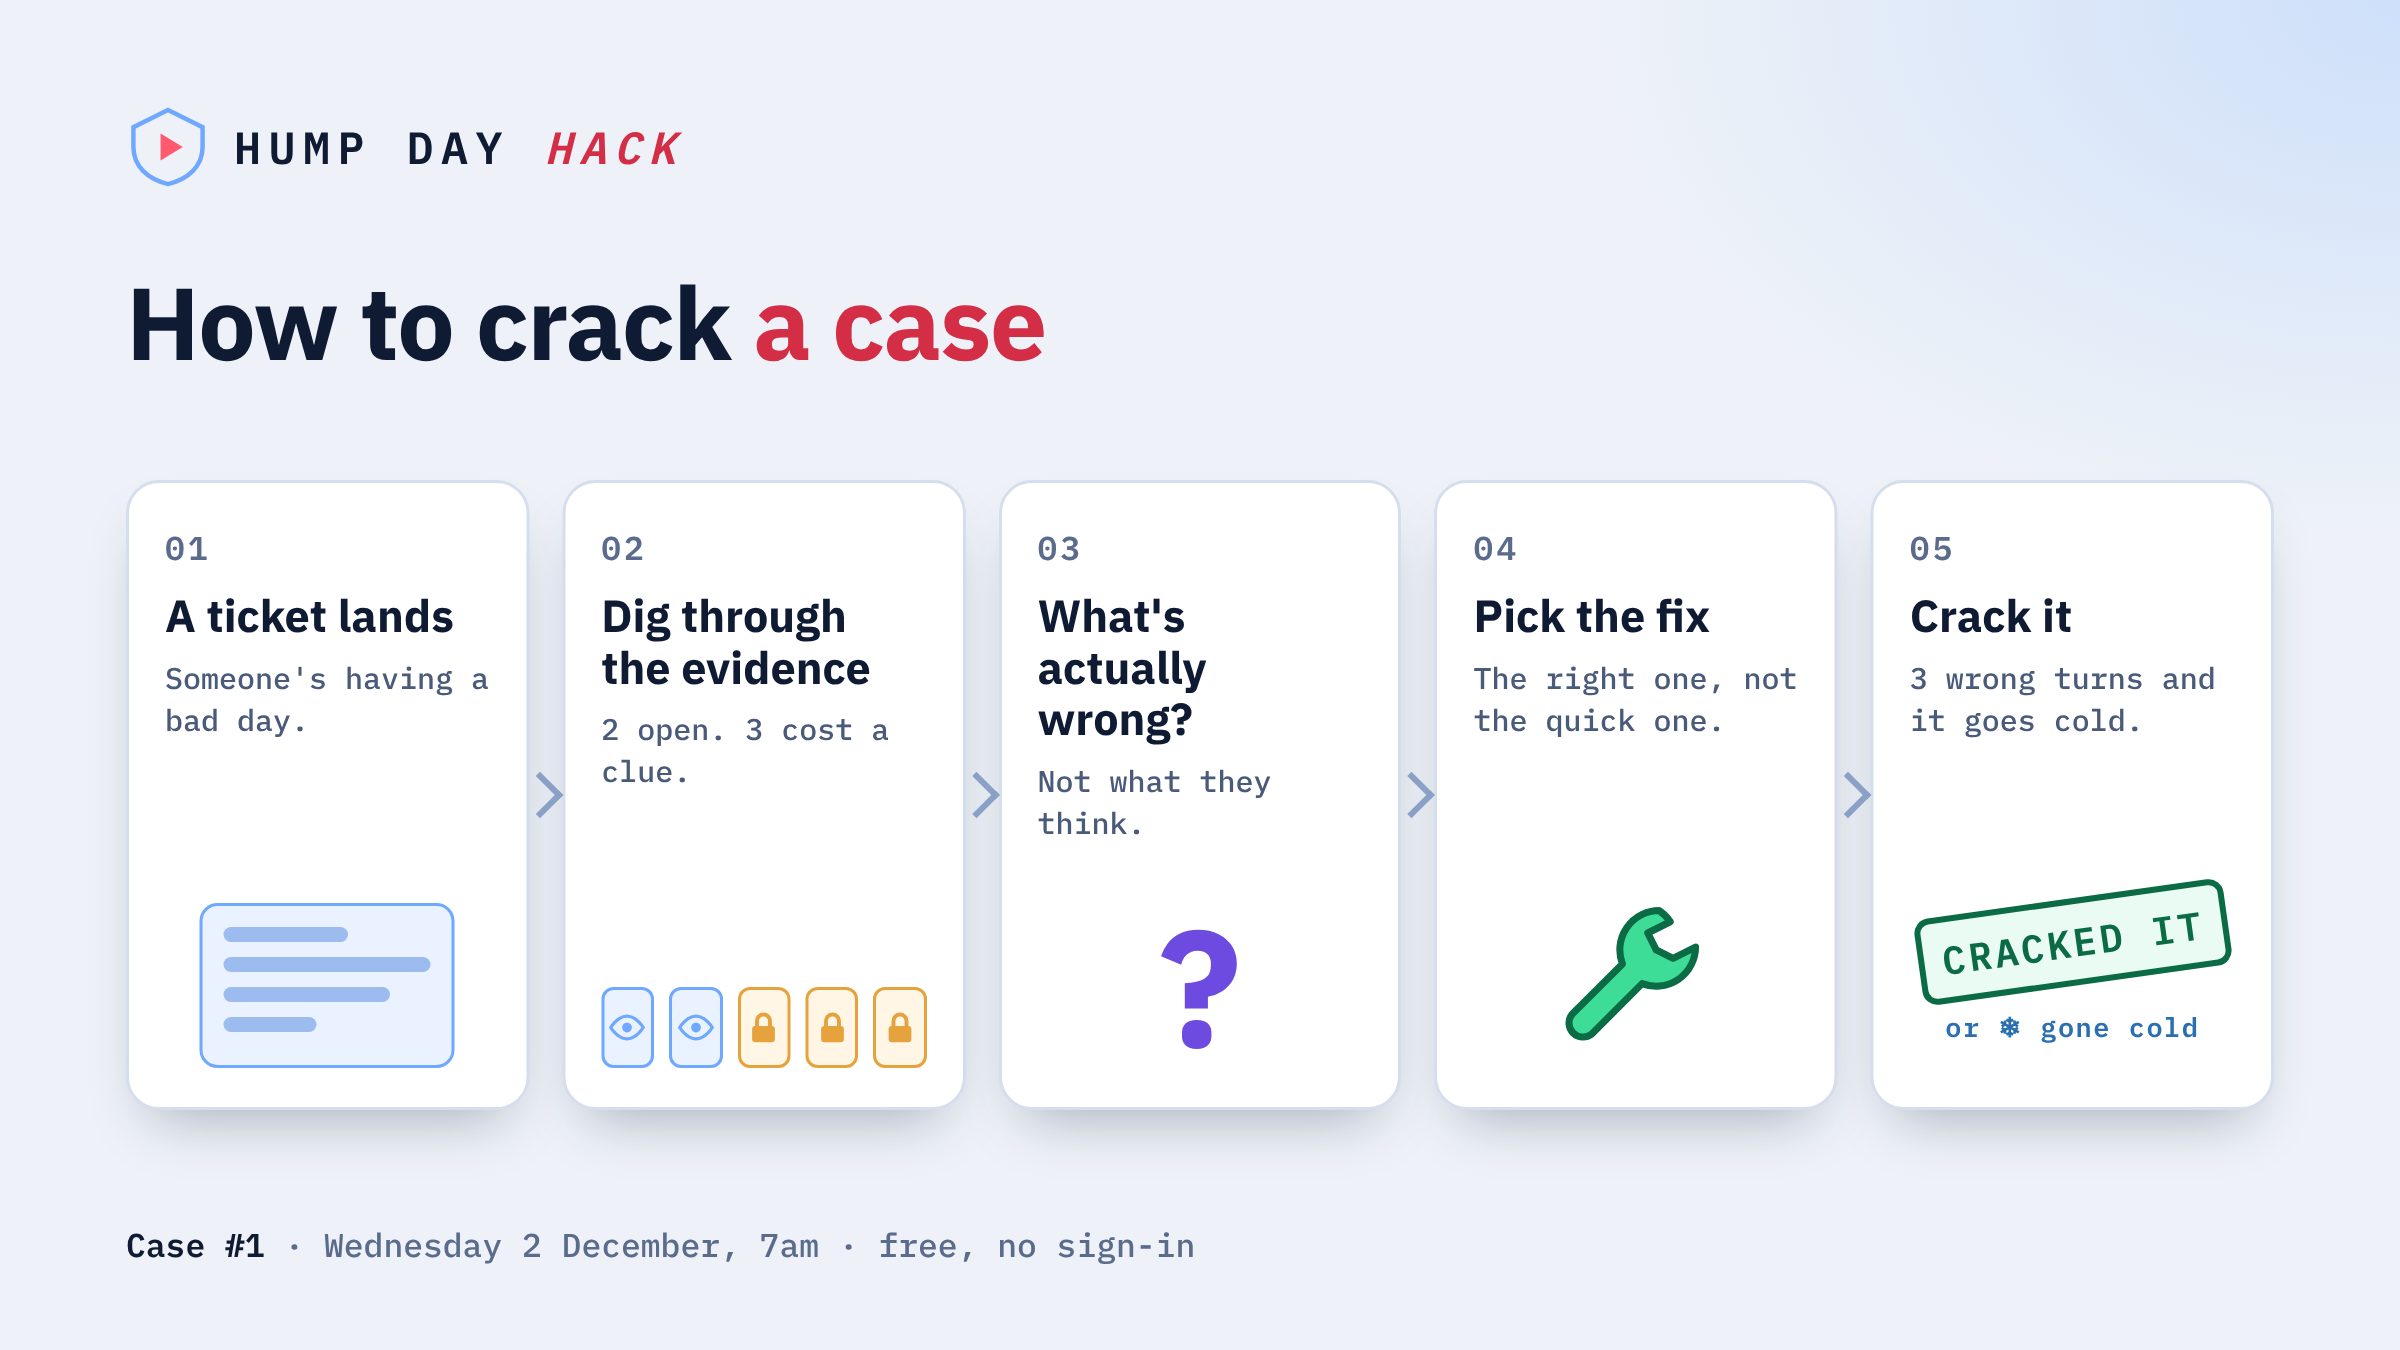 HUMP DAY HACK
How to crack a case
01
A ticket lands
Someone's having a
bad day.
02
Dig through
the evidence
2 open. 3 cost a
clue.
03
What's
actually
wrong?
Not what they
think.
?
04
Pick the fix
The right one, not
the quick one.
05
Crack it
3 wrong turns and
it goes cold.
CRACKED IT
or ❄ gone cold
Case #1 · Wednesday 2 December, 7am · free, no sign-in